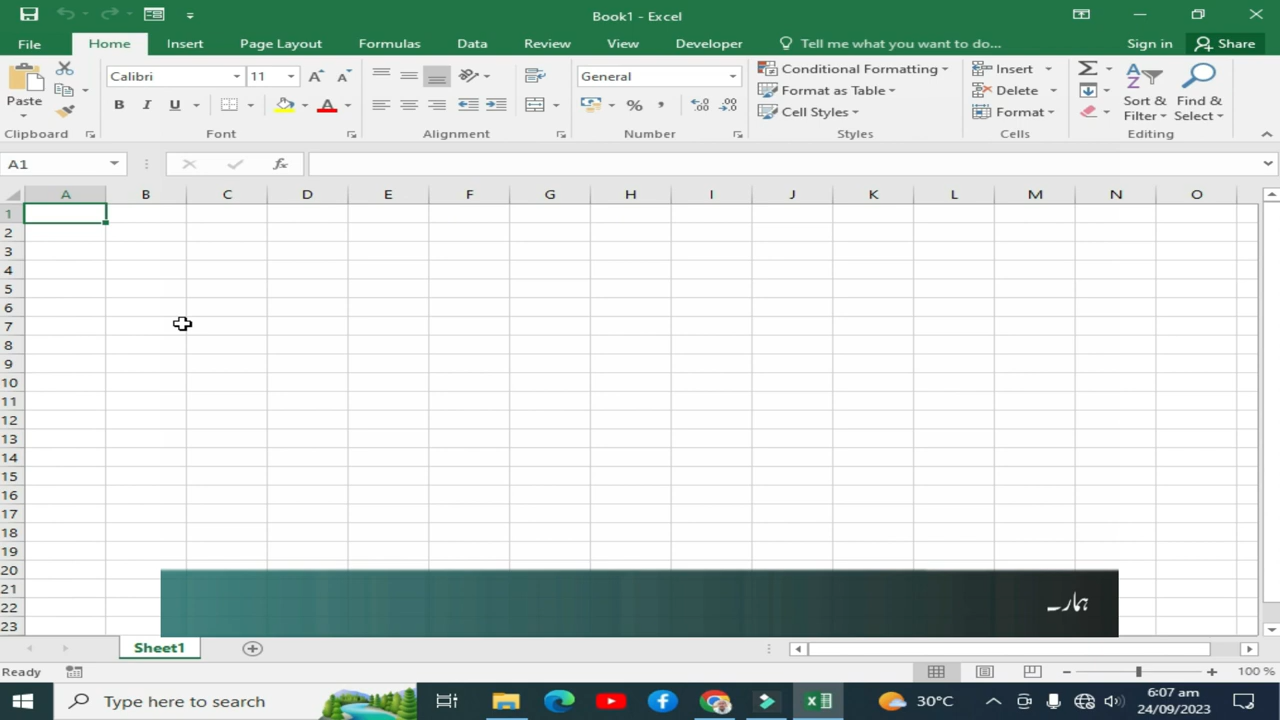 Book1 - Excel
File Home Insert Page Layout Formulas Data Review View Developer Tell me what you want to do... Sign in Share
Calibri 11 General Conditional Formatting Insert Σ
Paste Format as Table Delete Sort & Filter Find & Select
B I U A % , Cell Styles Format
Clipboard Font Alignment Number Styles Cells Editing
A1 fx
A B C D E F G H I J K L M N O
1
2
3
4
5
6
7
8
9
10
11
12
13
14
15
16
17
18
19
20
21
ہمارے
22
23
Sheet1
Ready 100 %
Type here to search 30°C 6:07 am
24/09/2023